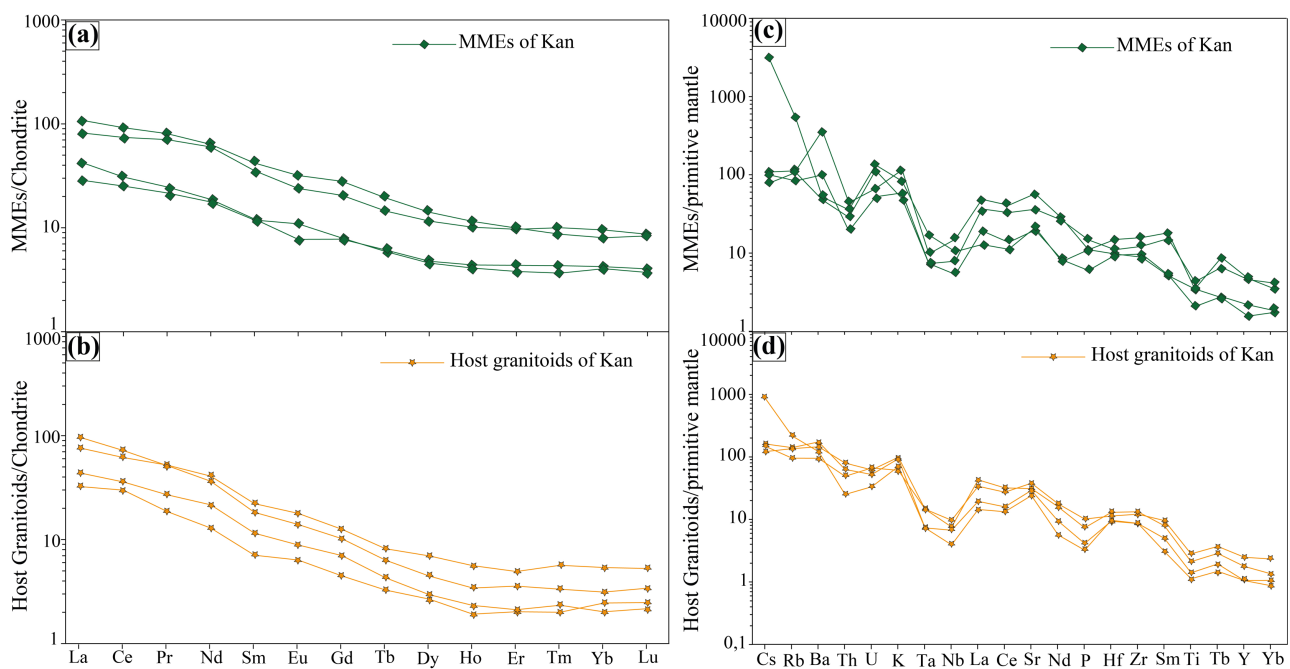 (a)
MMEs of Kan
MMEs/Chondrite
1000
100
10
1
(b)
Host granitoids of Kan
Host Granitoids/Chondrite
1000
100
10
1
La Ce Pr Nd Sm Eu Gd Tb Dy Ho Er Tm Yb Lu
(c)
MMEs of Kan
MMEs/primitive mantle
10000
1000
100
10
1
(d)
Host granitoids of Kan
Host Granitoids/primitive mantle
10000
1000
100
10
1
0,1
Cs Rb Ba Th U K Ta Nb La Ce Sr Nd P Hf Zr Sm Ti Tb Y Yb